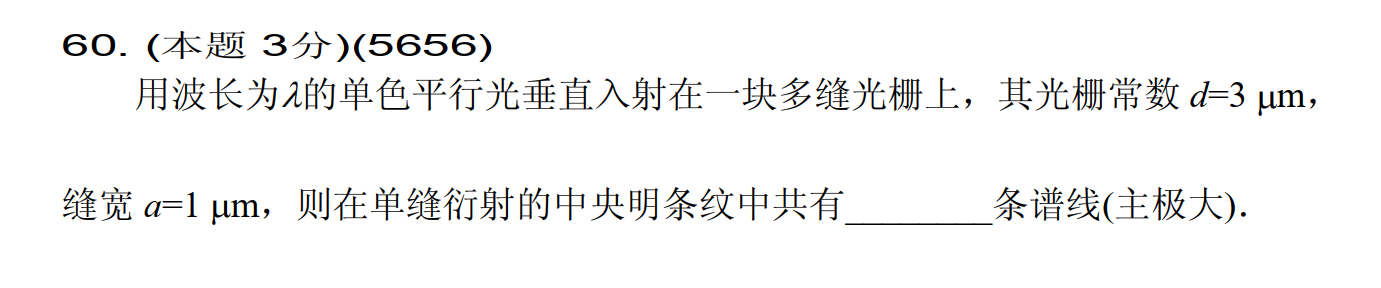 60. (本题 3分)(5656)
用波长为λ的单色平行光垂直入射在一块多缝光栅上，其光栅常数 d=3 μm，
缝宽 a=1 μm，则在单缝衍射的中央明条纹中共有________条谱线(主极大)．